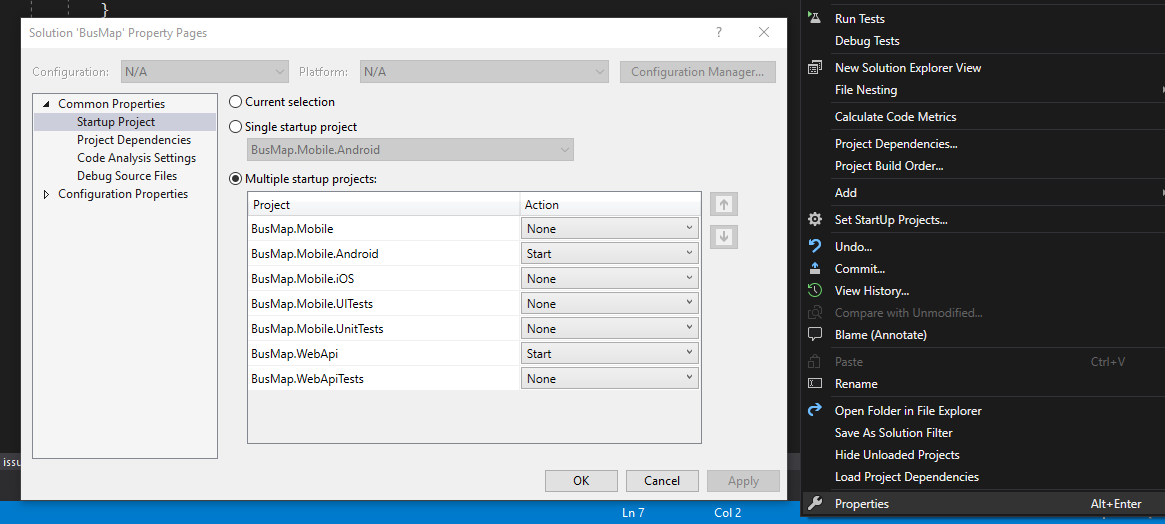 }
Solution 'BusMap' Property Pages
?
Configuration:
N/A
Platform:
N/A
Configuration Manager...
Common Properties
Startup Project
Project Dependencies
Code Analysis Settings
Debug Source Files
Configuration Properties
Current selection
Single startup project
BusMap.Mobile.Android
Multiple startup projects:
Project Action
BusMap.Mobile None
BusMap.Mobile.Android Start
BusMap.Mobile.iOS None
BusMap.Mobile.UITests None
BusMap.Mobile.UnitTests None
BusMap.WebApi Start
BusMap.WebApiTests None
OK
Cancel
Apply
issu
Ln 7
Col 2
Run Tests
Debug Tests
New Solution Explorer View
File Nesting
Calculate Code Metrics
Project Dependencies...
Project Build Order...
Add
Set StartUp Projects...
Undo...
Commit...
View History...
Compare with Unmodified...
Blame (Annotate)
Paste Ctrl+V
Rename
Open Folder in File Explorer
Save As Solution Filter
Hide Unloaded Projects
Load Project Dependencies
Properties Alt+Enter